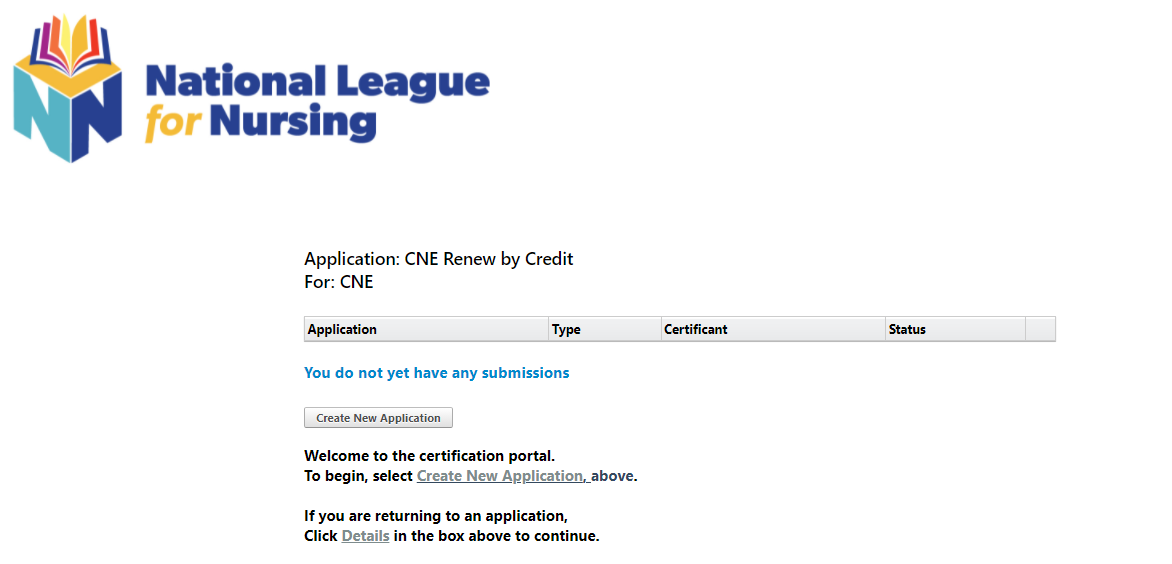 National League
for Nursing
Application: CNE Renew by Credit
For: CNE
Application Type Certificant Status
You do not yet have any submissions
Create New Application
Welcome to the certification portal.
To begin, select Create New Application, above.
If you are returning to an application,
Click Details in the box above to continue.